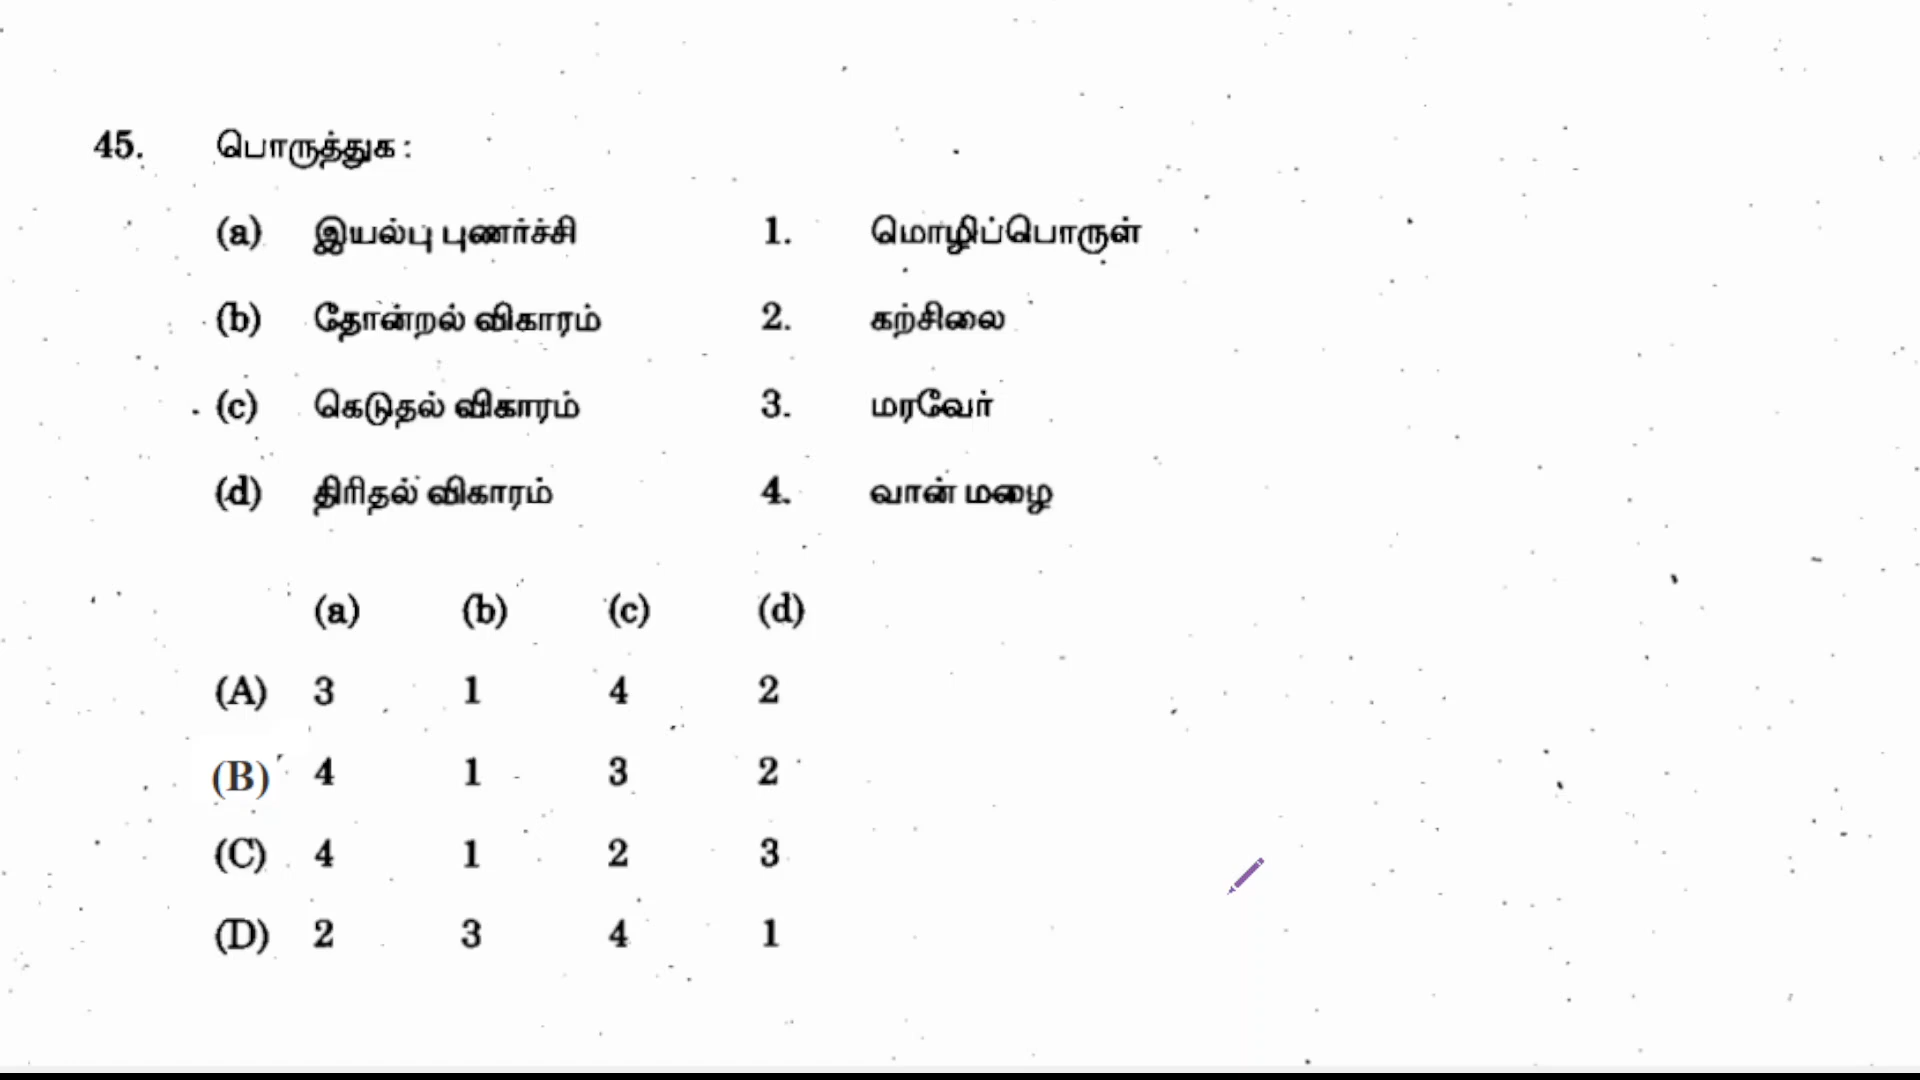 45. பொருத்துக :
(a) இயல்பு புணர்ச்சி 1. மொழிப்பொருள்
(b) தோன்றல் விகாரம் 2. கற்சிலை
(c) கெடுதல் விகாரம் 3. மரவேர்
(d) திரிதல் விகாரம் 4. வான் மழை
(a) (b) (c) (d)
(A) 3 1 4 2
(B) 4 1 3 2
(C) 4 1 2 3
(D) 2 3 4 1